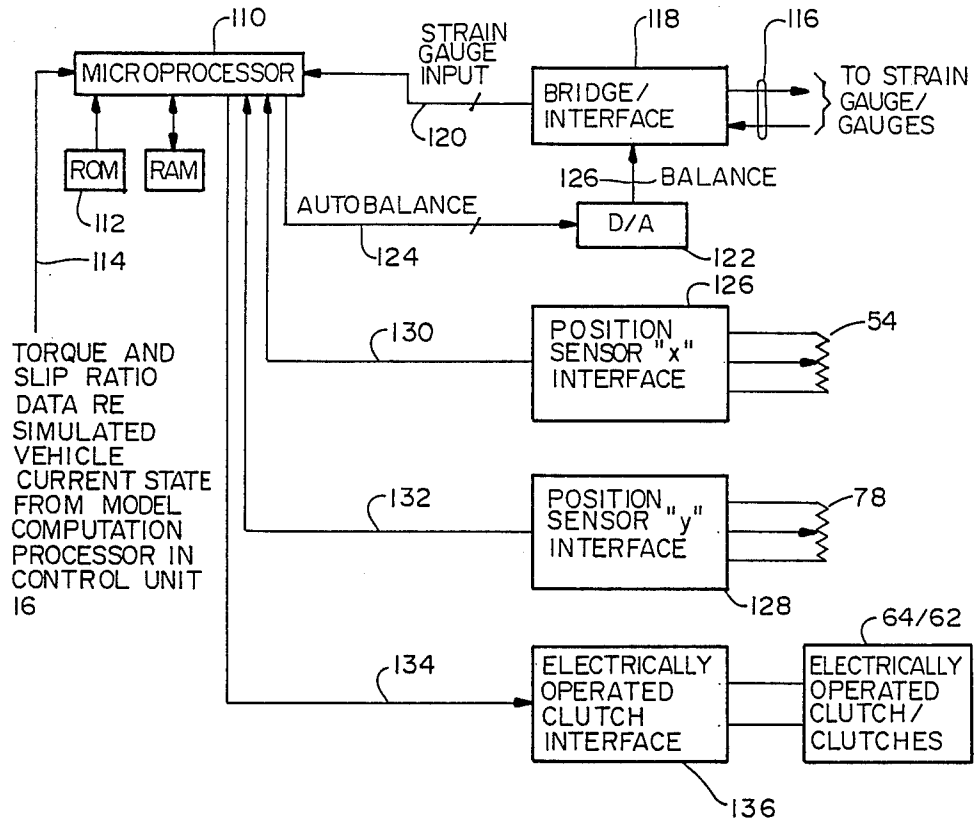 110
MICROPROCESSOR
STRAIN
GAUGE
INPUT
120
118
BRIDGE/
INTERFACE
116
TO STRAIN
GAUGE/
GAUGES
ROM
RAM
112
114
126
BALANCE
AUTOBALANCE
124
D/A
122
126
130
POSITION
SENSOR "x"
INTERFACE
54
TORQUE AND
SLIP RATIO
DATA RE
SIMULATED
VEHICLE
CURRENT STATE
FROM MODEL
COMPUTATION
PROCESSOR IN
CONTROL UNIT
16
132
POSITION
SENSOR "y"
INTERFACE
78
128
134
ELECTRICALLY
OPERATED
CLUTCH
INTERFACE
136
64/62
ELECTRICALLY
OPERATED
CLUTCH/
CLUTCHES